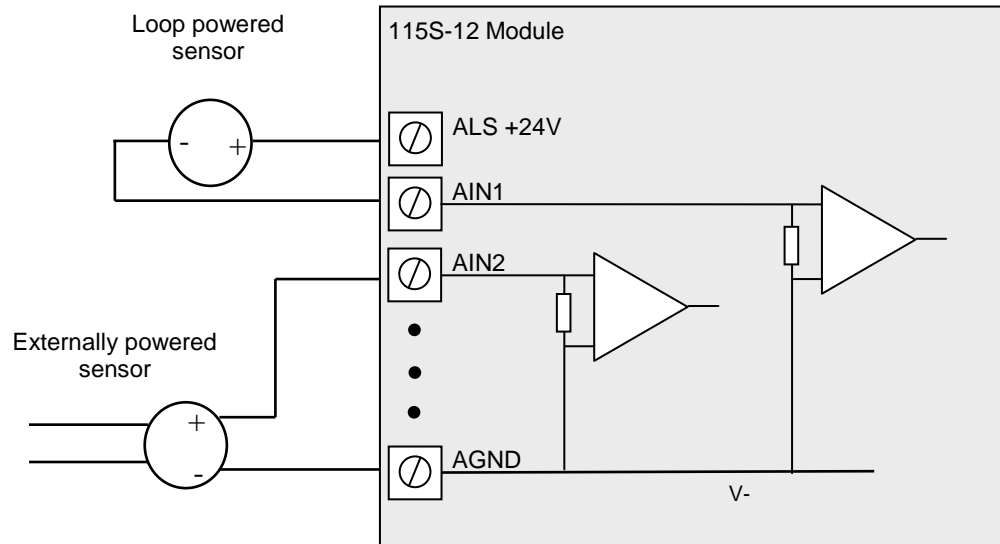 Loop powered
sensor
115S-12 Module
ALS +24V
- +
AIN1
AIN2
Externally powered
sensor
+
-
AGND
V-